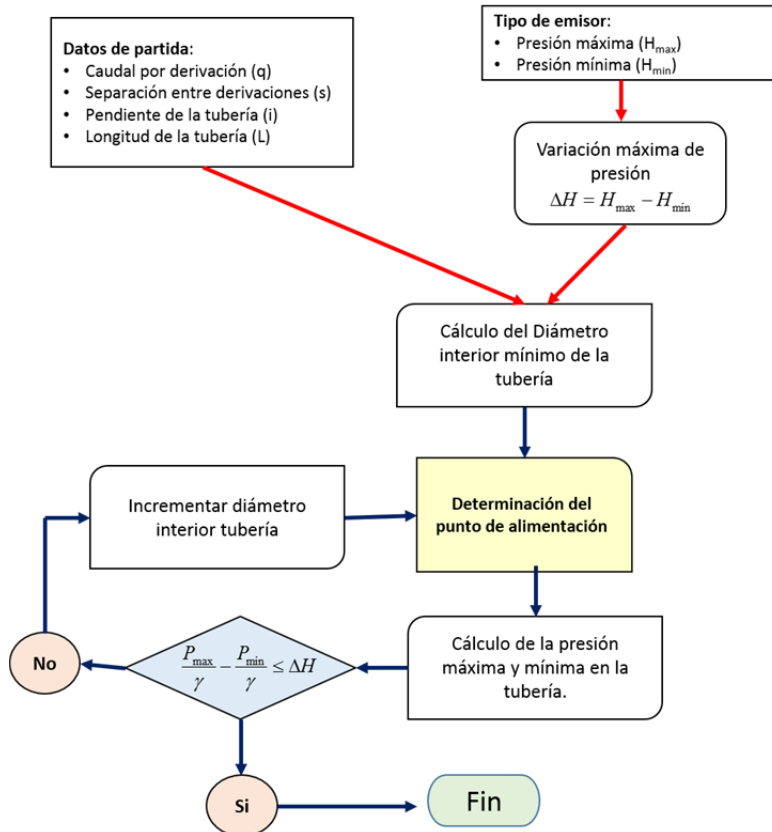 Datos de partida:
• Caudal por derivación (q)
• Separación entre derivaciones (s)
• Pendiente de la tubería (i)
• Longitud de la tubería (L)
Tipo de emisor:
• Presión máxima (Hmax)
• Presión mínima (Hmin)
Variación máxima de
presión
ΔH = Hmax − Hmin
Cálculo del Diámetro
interior mínimo de la
tubería
Incrementar diámetro
interior tubería
Determinación del
punto de alimentación
Cálculo de la presión
máxima y mínima en la
tubería.
Pmax/γ − Pmin/γ ≤ ΔH
No
Si
Fin